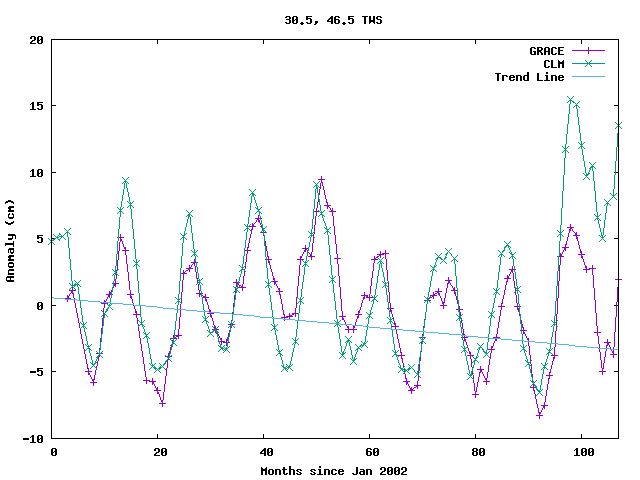 30.5, 46.5 TWS
GRACE
CLM
Trend Line
20
15
10
5
0
-5
-10
Anomaly (cm)
0 20 40 60 80 100
Months since Jan 2002